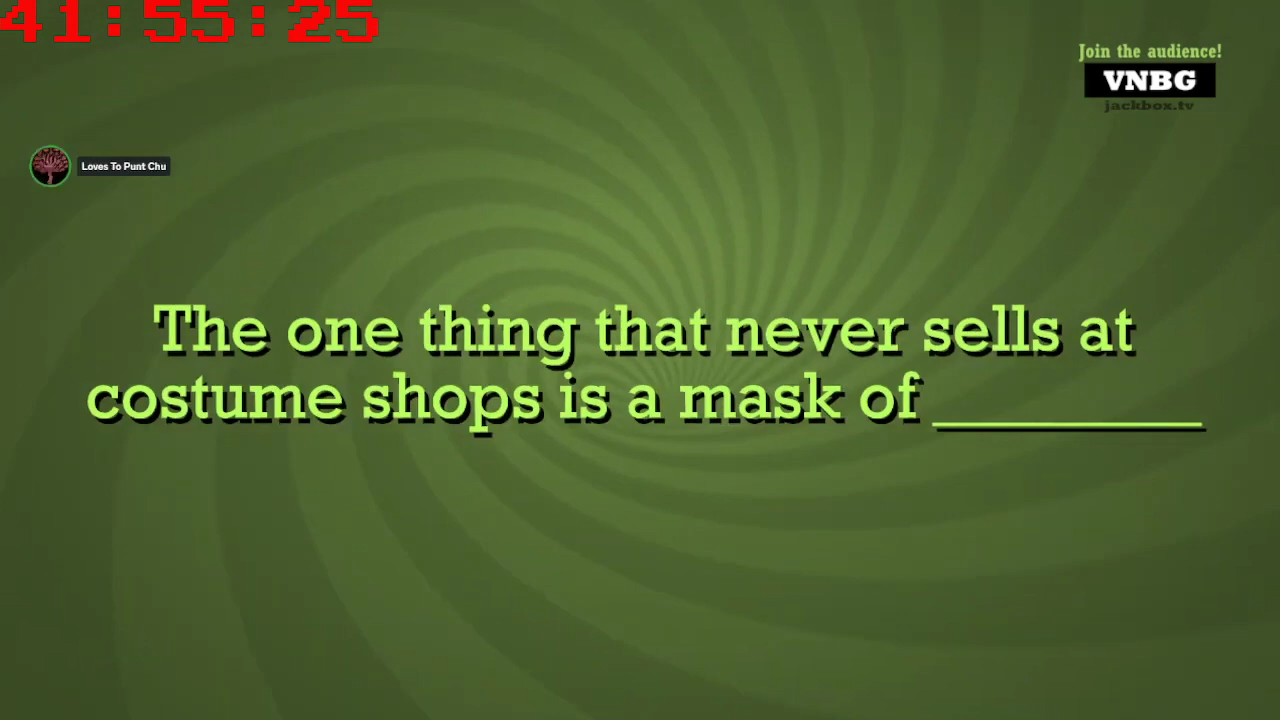 41:55:25
Join the audience!
VNBG
jackbox.tv
Loves To Punt Chu
The one thing that never sells at
costume shops is a mask of __________